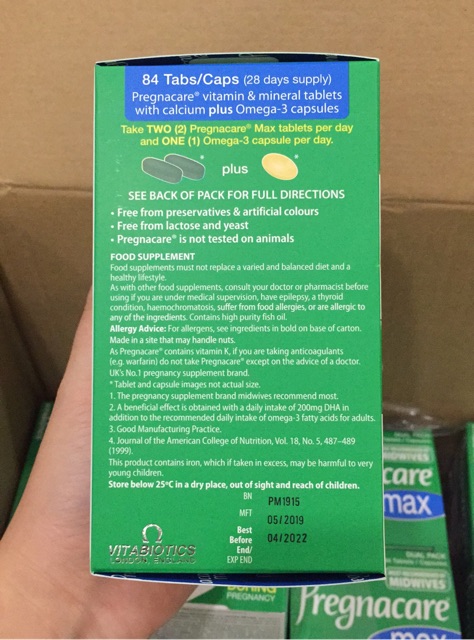 84 Tabs/Caps (28 days supply)
Pregnacare® vitamin & mineral tablets
with calcium plus Omega-3 capsules
Take TWO (2) Pregnacare® Max tablets per day
and ONE (1) Omega-3 capsule per day.
* plus *
SEE BACK OF PACK FOR FULL DIRECTIONS
• Free from preservatives & artificial colours
• Free from lactose and yeast
• Pregnacare® is not tested on animals
FOOD SUPPLEMENT
Food supplements must not replace a varied and balanced diet and a
healthy lifestyle.
As with other food supplements, consult your doctor or pharmacist before
using if you are under medical supervision, have epilepsy, a thyroid
condition, haemochromatosis, suffer from food allergies, or are allergic to
any of the ingredients. Contains high purity fish oil.
Allergy Advice: For allergens, see ingredients in bold on base of carton.
Made in a site that may handle nuts.
As Pregnacare® contains vitamin K, if you are taking anticoagulants
(e.g. warfarin) do not take Pregnacare® except on the advice of a doctor.
UK's No.1 pregnancy supplement brand.
* Tablet and capsule images not actual size.
1. The pregnancy supplement brand midwives recommend most.
2. A beneficial effect is obtained with a daily intake of 200mg DHA in
addition to the recommended daily intake of omega-3 fatty acids for adults.
3. Good Manufacturing Practice.
4. Journal of the American College of Nutrition, Vol. 18, No. 5, 487–489
(1999).
This product contains iron, which if taken in excess, may be harmful to very
young children.
Store below 25ºC in a dry place, out of sight and reach of children.
BN PM1915
MFT 05/2019
Best
Before 04/2022
End/
EXP END
VITABIOTICS
LONDON, ENGLAND
MIDWIVES
care
max
DUAL PACK
MIDWIVES
DURING
PREGNANCY
Pregnacare
max